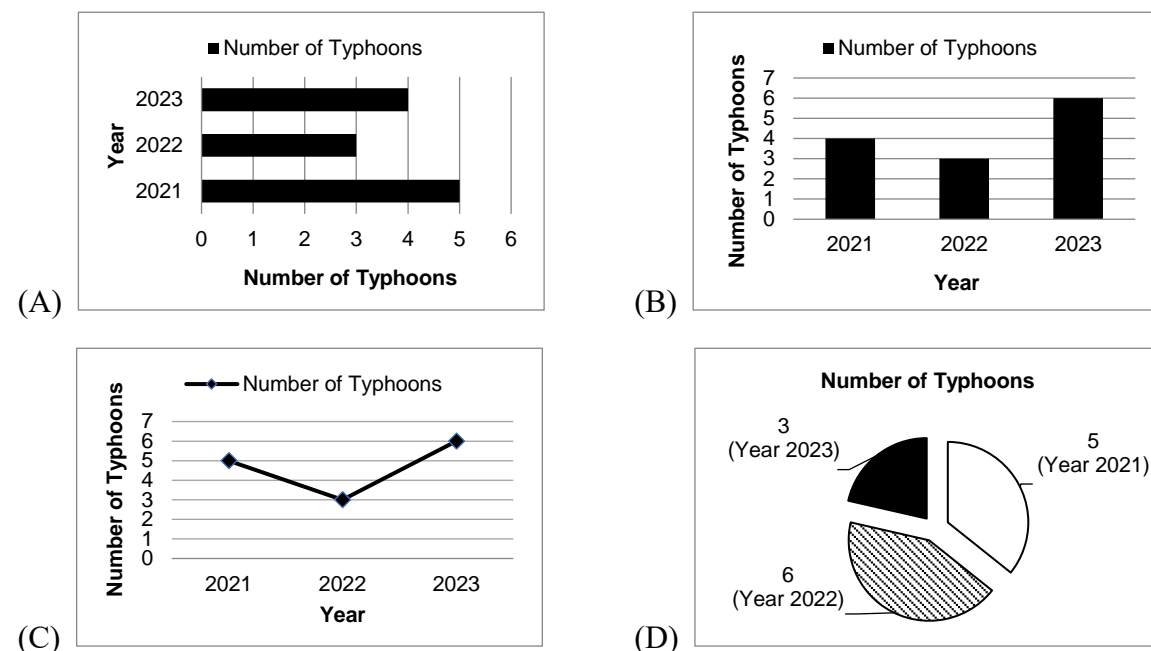 Number of Typhoons
Year
2023
2022
2021
0 1 2 3 4 5 6
Number of Typhoons
(A)
Number of Typhoons
Number of Typhoons
7
6
5
4
3
2
1
0
2021 2022 2023
Year
(B)
Number of Typhoons
Number of Typhoons
7
6
5
4
3
2
1
0
2021 2022 2023
Year
(C)
Number of Typhoons
3
(Year 2023)
5
(Year 2021)
6
(Year 2022)
(D)